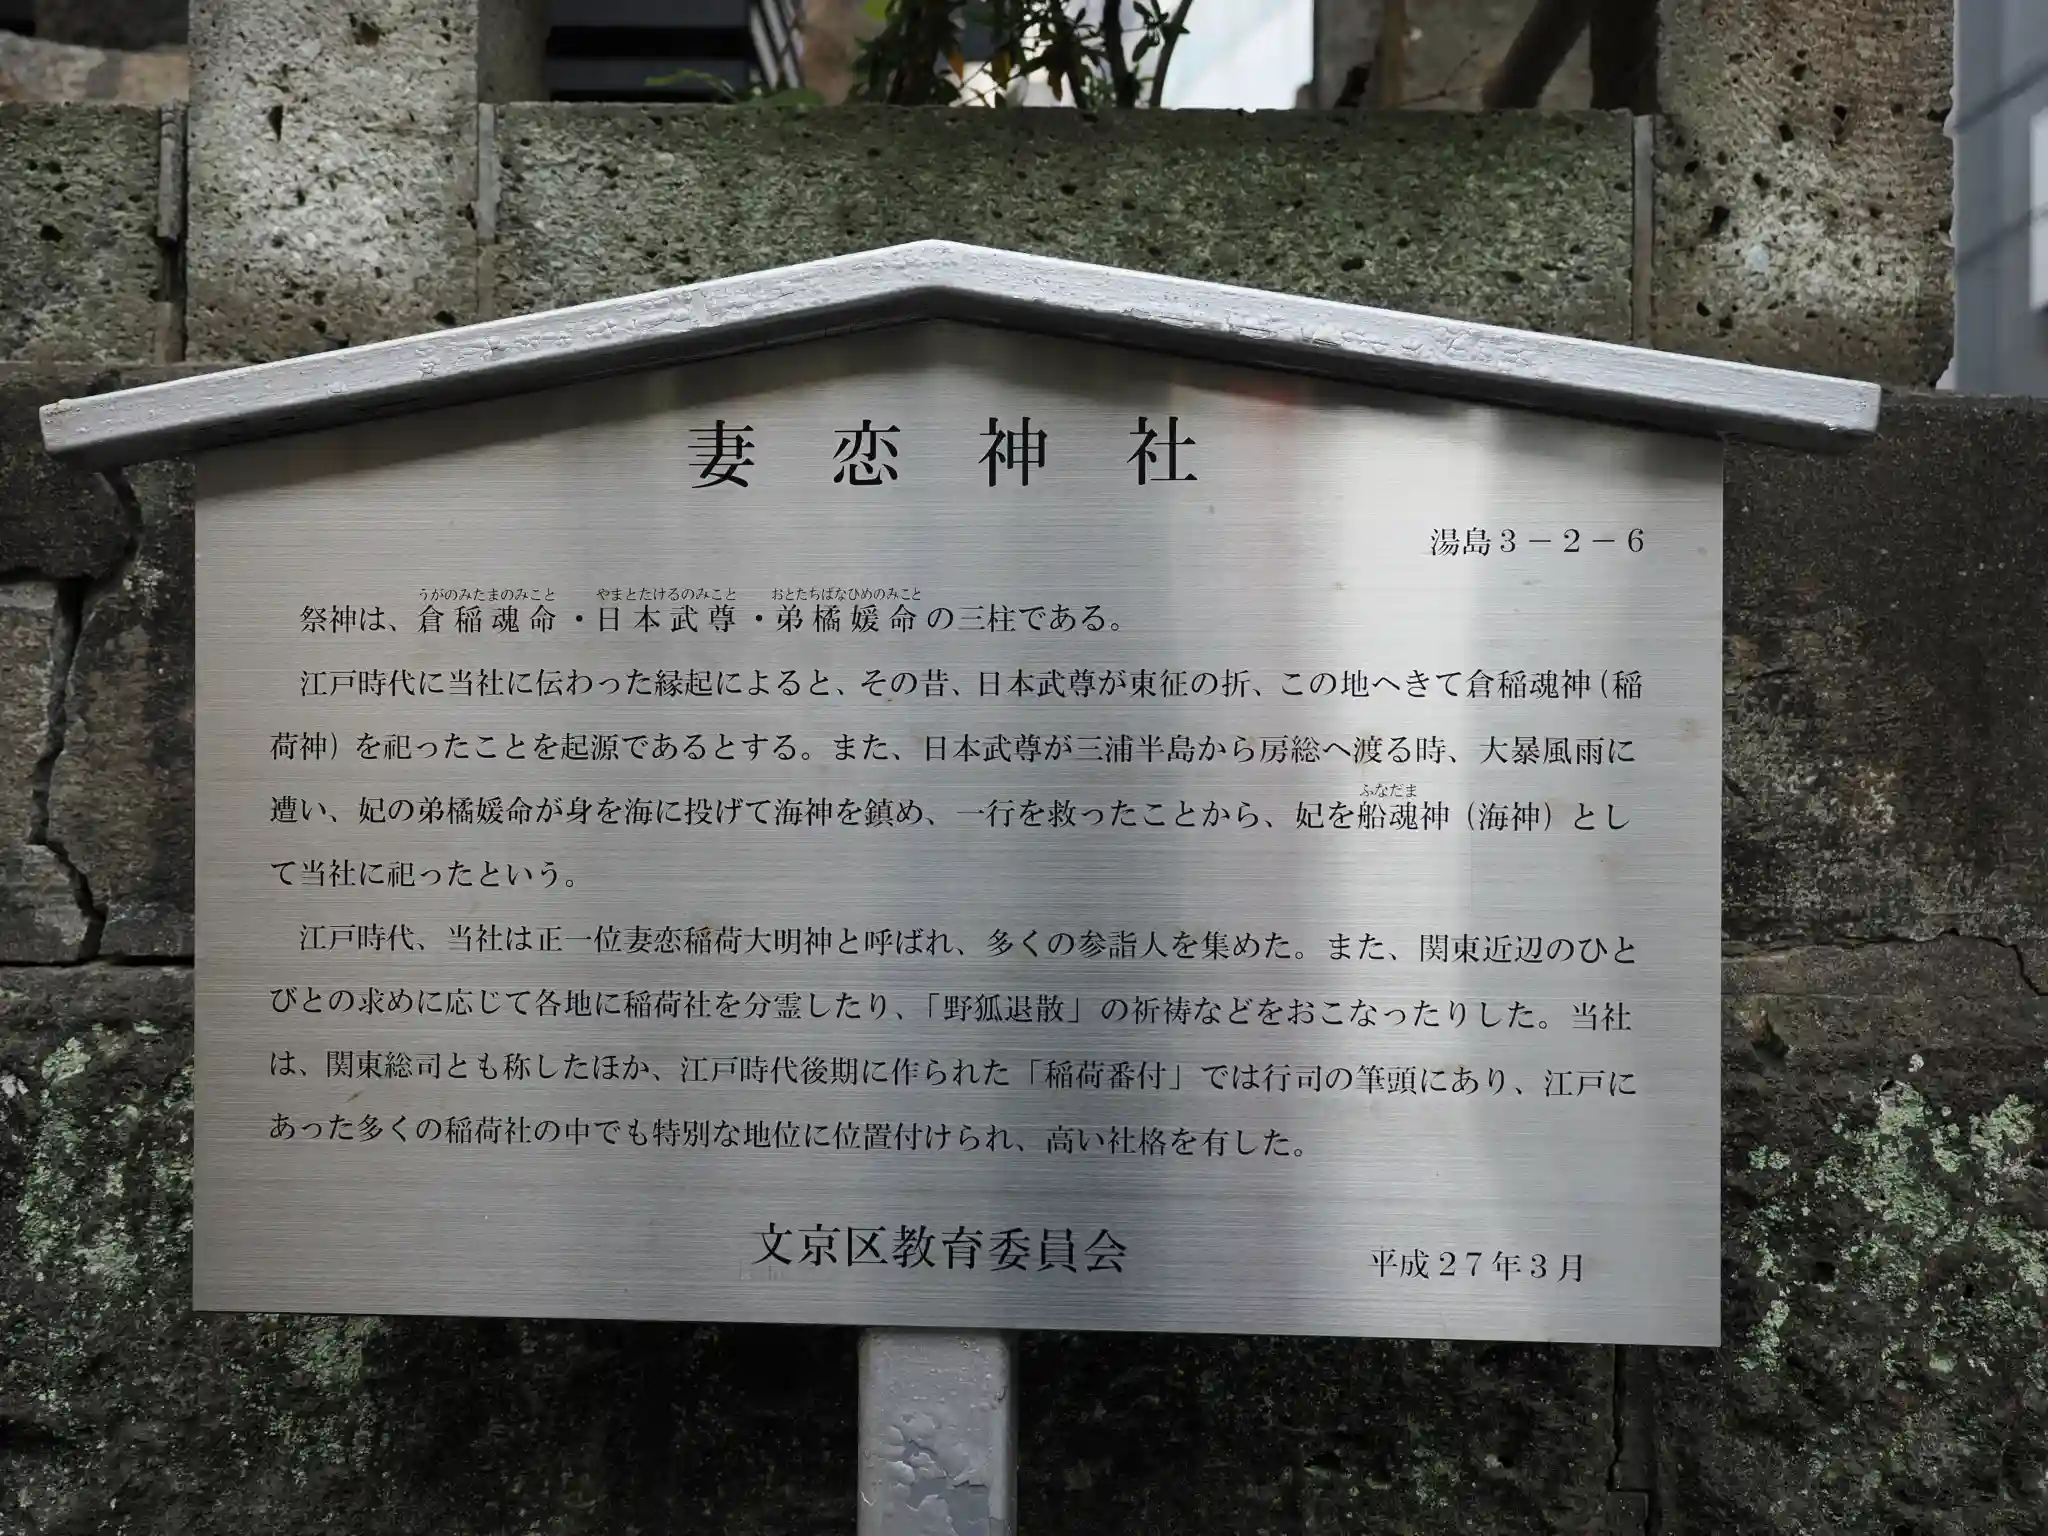 妻恋神社
湯島３－２－６
うがのみたまのみこと やまとたけるのみこと おとたちばなひめのみこと
祭神は、倉稲魂命・日本武尊・弟橘媛命の三柱である。
江戸時代に当社に伝わった縁起によると、その昔、日本武尊が東征の折、この地へきて倉稲魂神（稲
荷神）を祀ったことを起源であるとする。また、日本武尊が三浦半島から房総へ渡る時、大暴風雨に
ふなだま
遭い、妃の弟橘媛命が身を海に投げて海神を鎮め、一行を救ったことから、妃を船魂神（海神）とし
て当社に祀ったという。
江戸時代、当社は正一位妻恋稲荷大明神と呼ばれ、多くの参詣人を集めた。また、関東近辺のひと
びとの求めに応じて各地に稲荷社を分霊したり、「野狐退散」の祈祷などをおこなったりした。当社
は、関東総司とも称したほか、江戸時代後期に作られた「稲荷番付」では行司の筆頭にあり、江戸に
あった多くの稲荷社の中でも特別な地位に位置付けられ、高い社格を有した。
文京区教育委員会
平成２７年３月